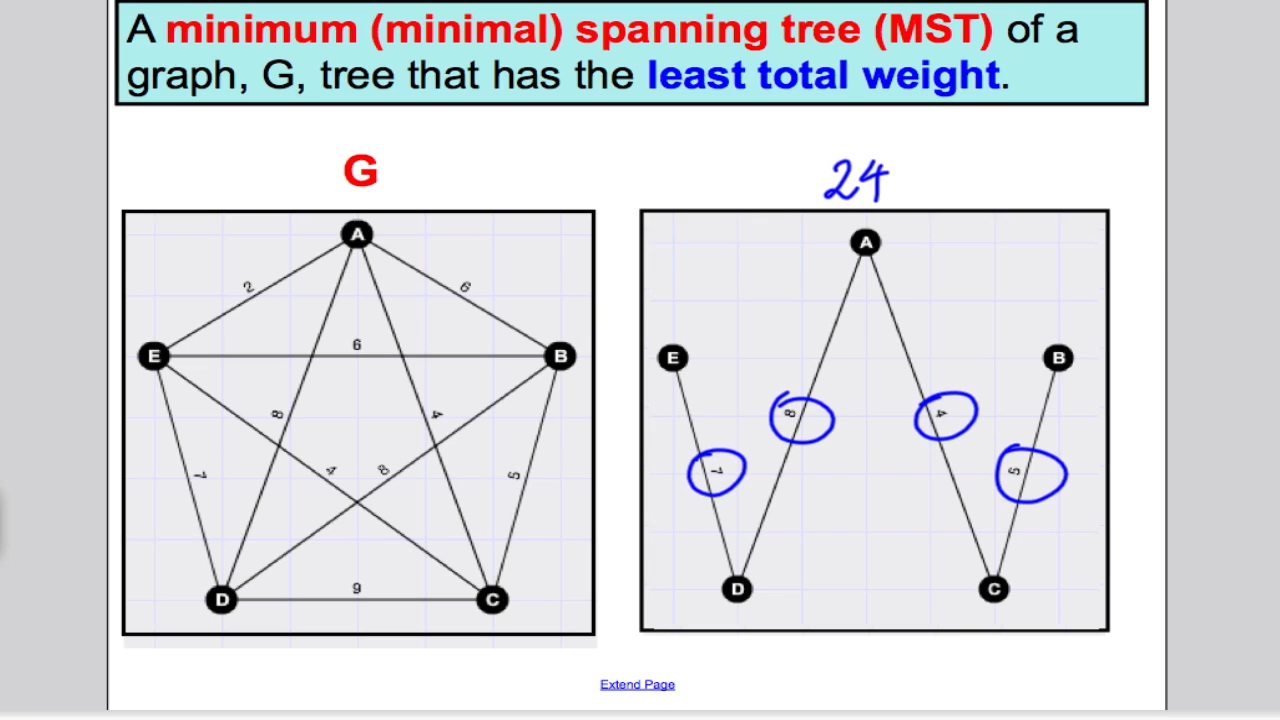 A minimum (minimal) spanning tree (MST) of a
graph, G, tree that has the least total weight.
G
24
A
2
6
E
6
B
8
4
7
4
8
5
D
9
C
A
E
B
8
4
7
5
D
C
Extend Page